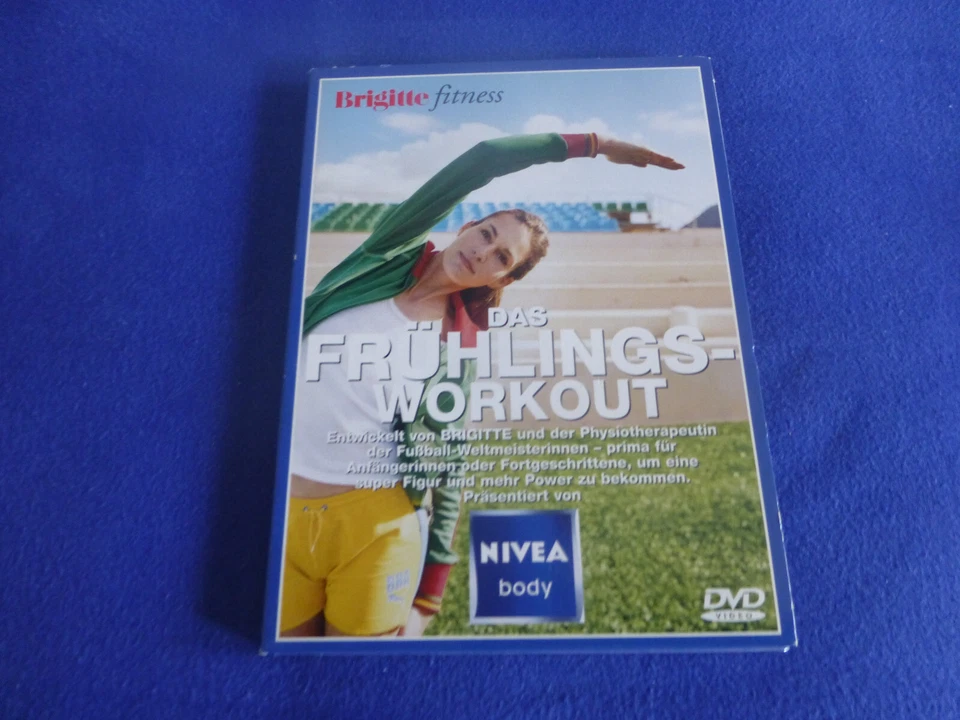 Brigitte fitness
DAS
FRÜHLINGS-
WORKOUT
Entwickelt von BRIGITTE und der Physiotherapeutin
der Fußball-Weltmeisterinnen – prima für
Anfängerinnen oder Fortgeschrittene, um eine
super Figur und mehr Power zu bekommen.
Präsentiert von
NIVEA
body
DVD
VIDEO